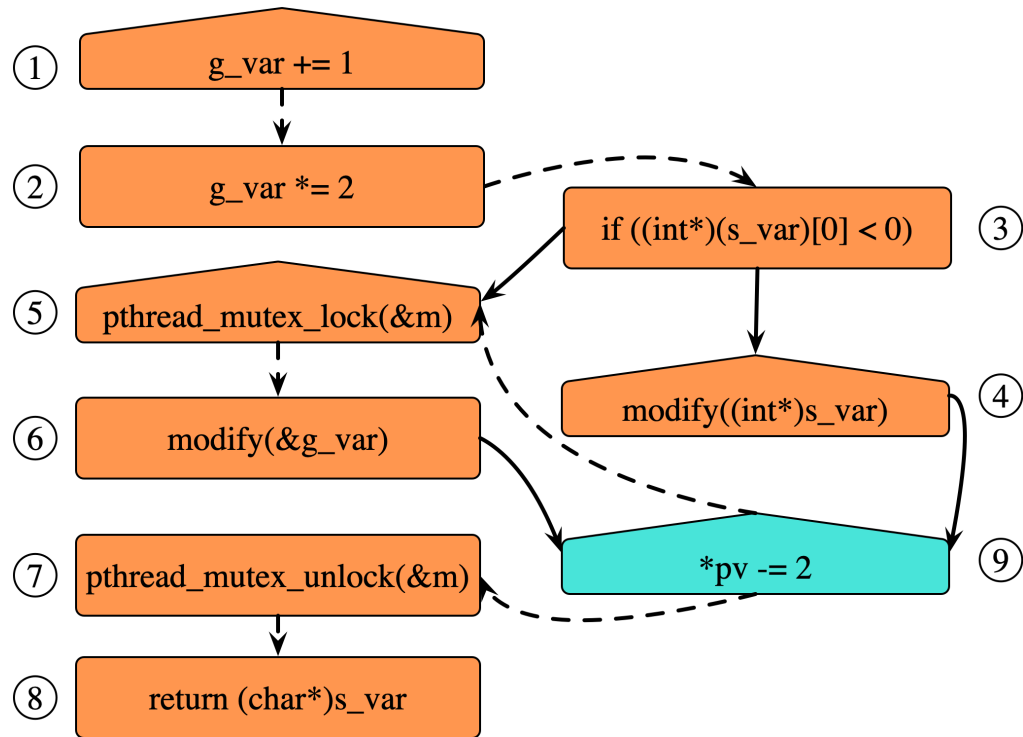 ① g_var += 1
② g_var *= 2
if ((int*)(s_var)[0] < 0) ③
⑤ pthread_mutex_lock(&m)
modify((int*)s_var) ④
⑥ modify(&g_var)
*pv -= 2 ⑨
⑦ pthread_mutex_unlock(&m)
⑧ return (char*)s_var